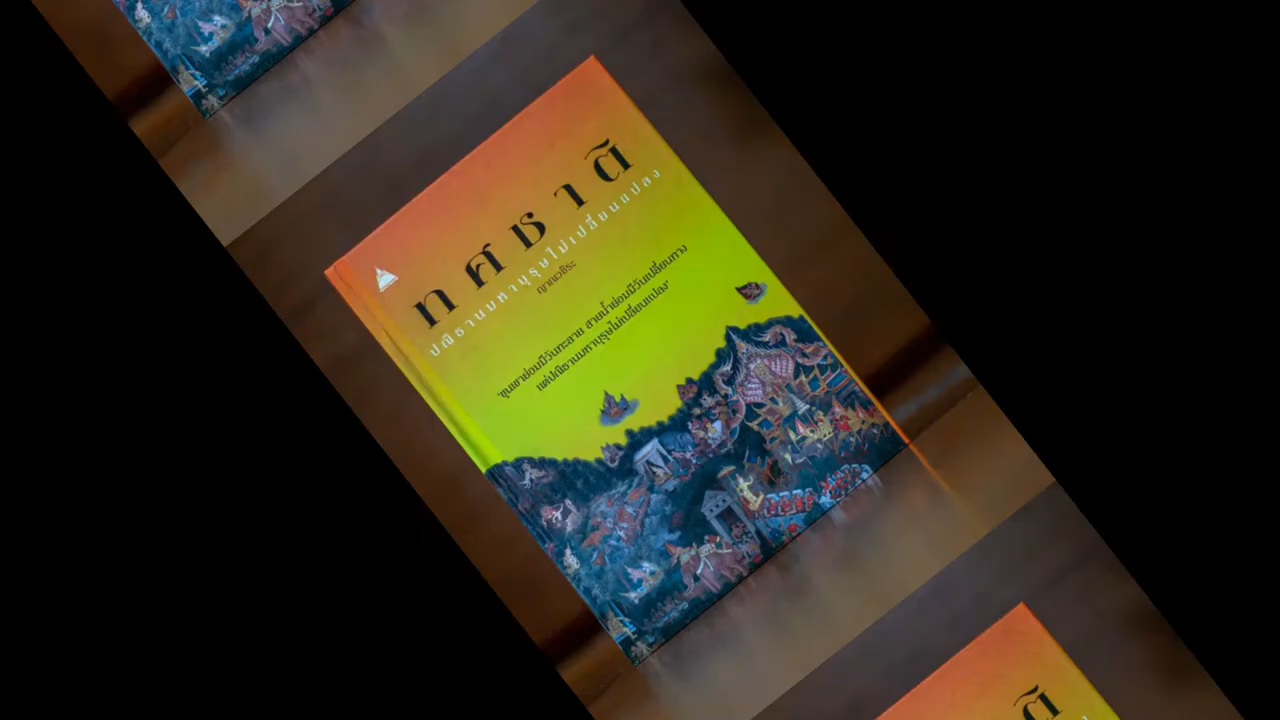 ทศชาติ
ปณิธานมหาบุรุษไม่เปลี่ยนแปลง
ญาณวชิระ
"ขุนเขาย่อมมีวันทะลาย สายน้ำย่อมมีวันเปลี่ยนทาง
แต่ปณิธานมหาบุรุษไม่เปลี่ยนแปลง"
ติ